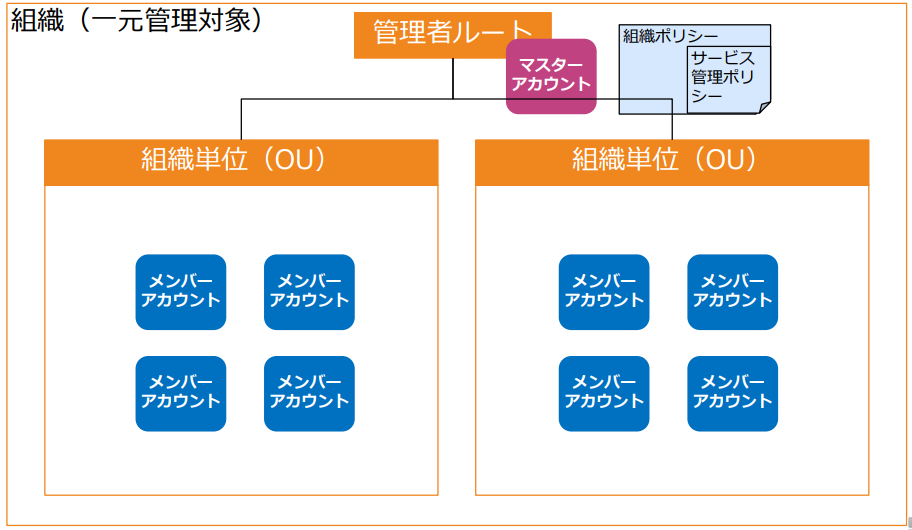 組織（一元管理対象）
管理者ルート
マスター
アカウント
組織ポリシー
サービス
管理ポリ
シー
組織単位（OU）
組織単位（OU）
メンバー
アカウント
メンバー
アカウント
メンバー
アカウント
メンバー
アカウント
メンバー
アカウント
メンバー
アカウント
メンバー
アカウント
メンバー
アカウント